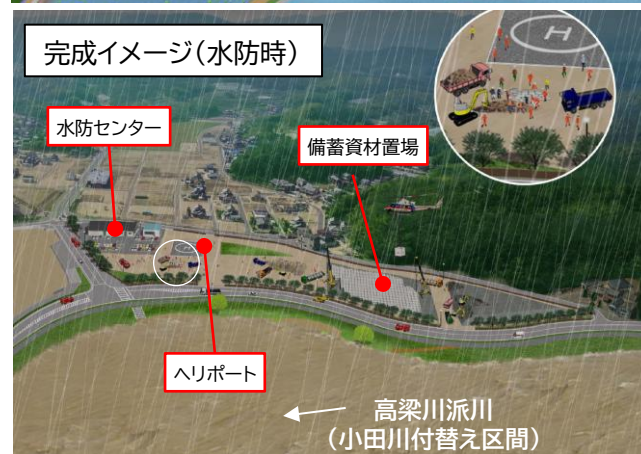 完成イメージ（水防時）
H
水防センター
備蓄資材置場
H
ヘリポート
高梁川派川
（小田川付替え区間）